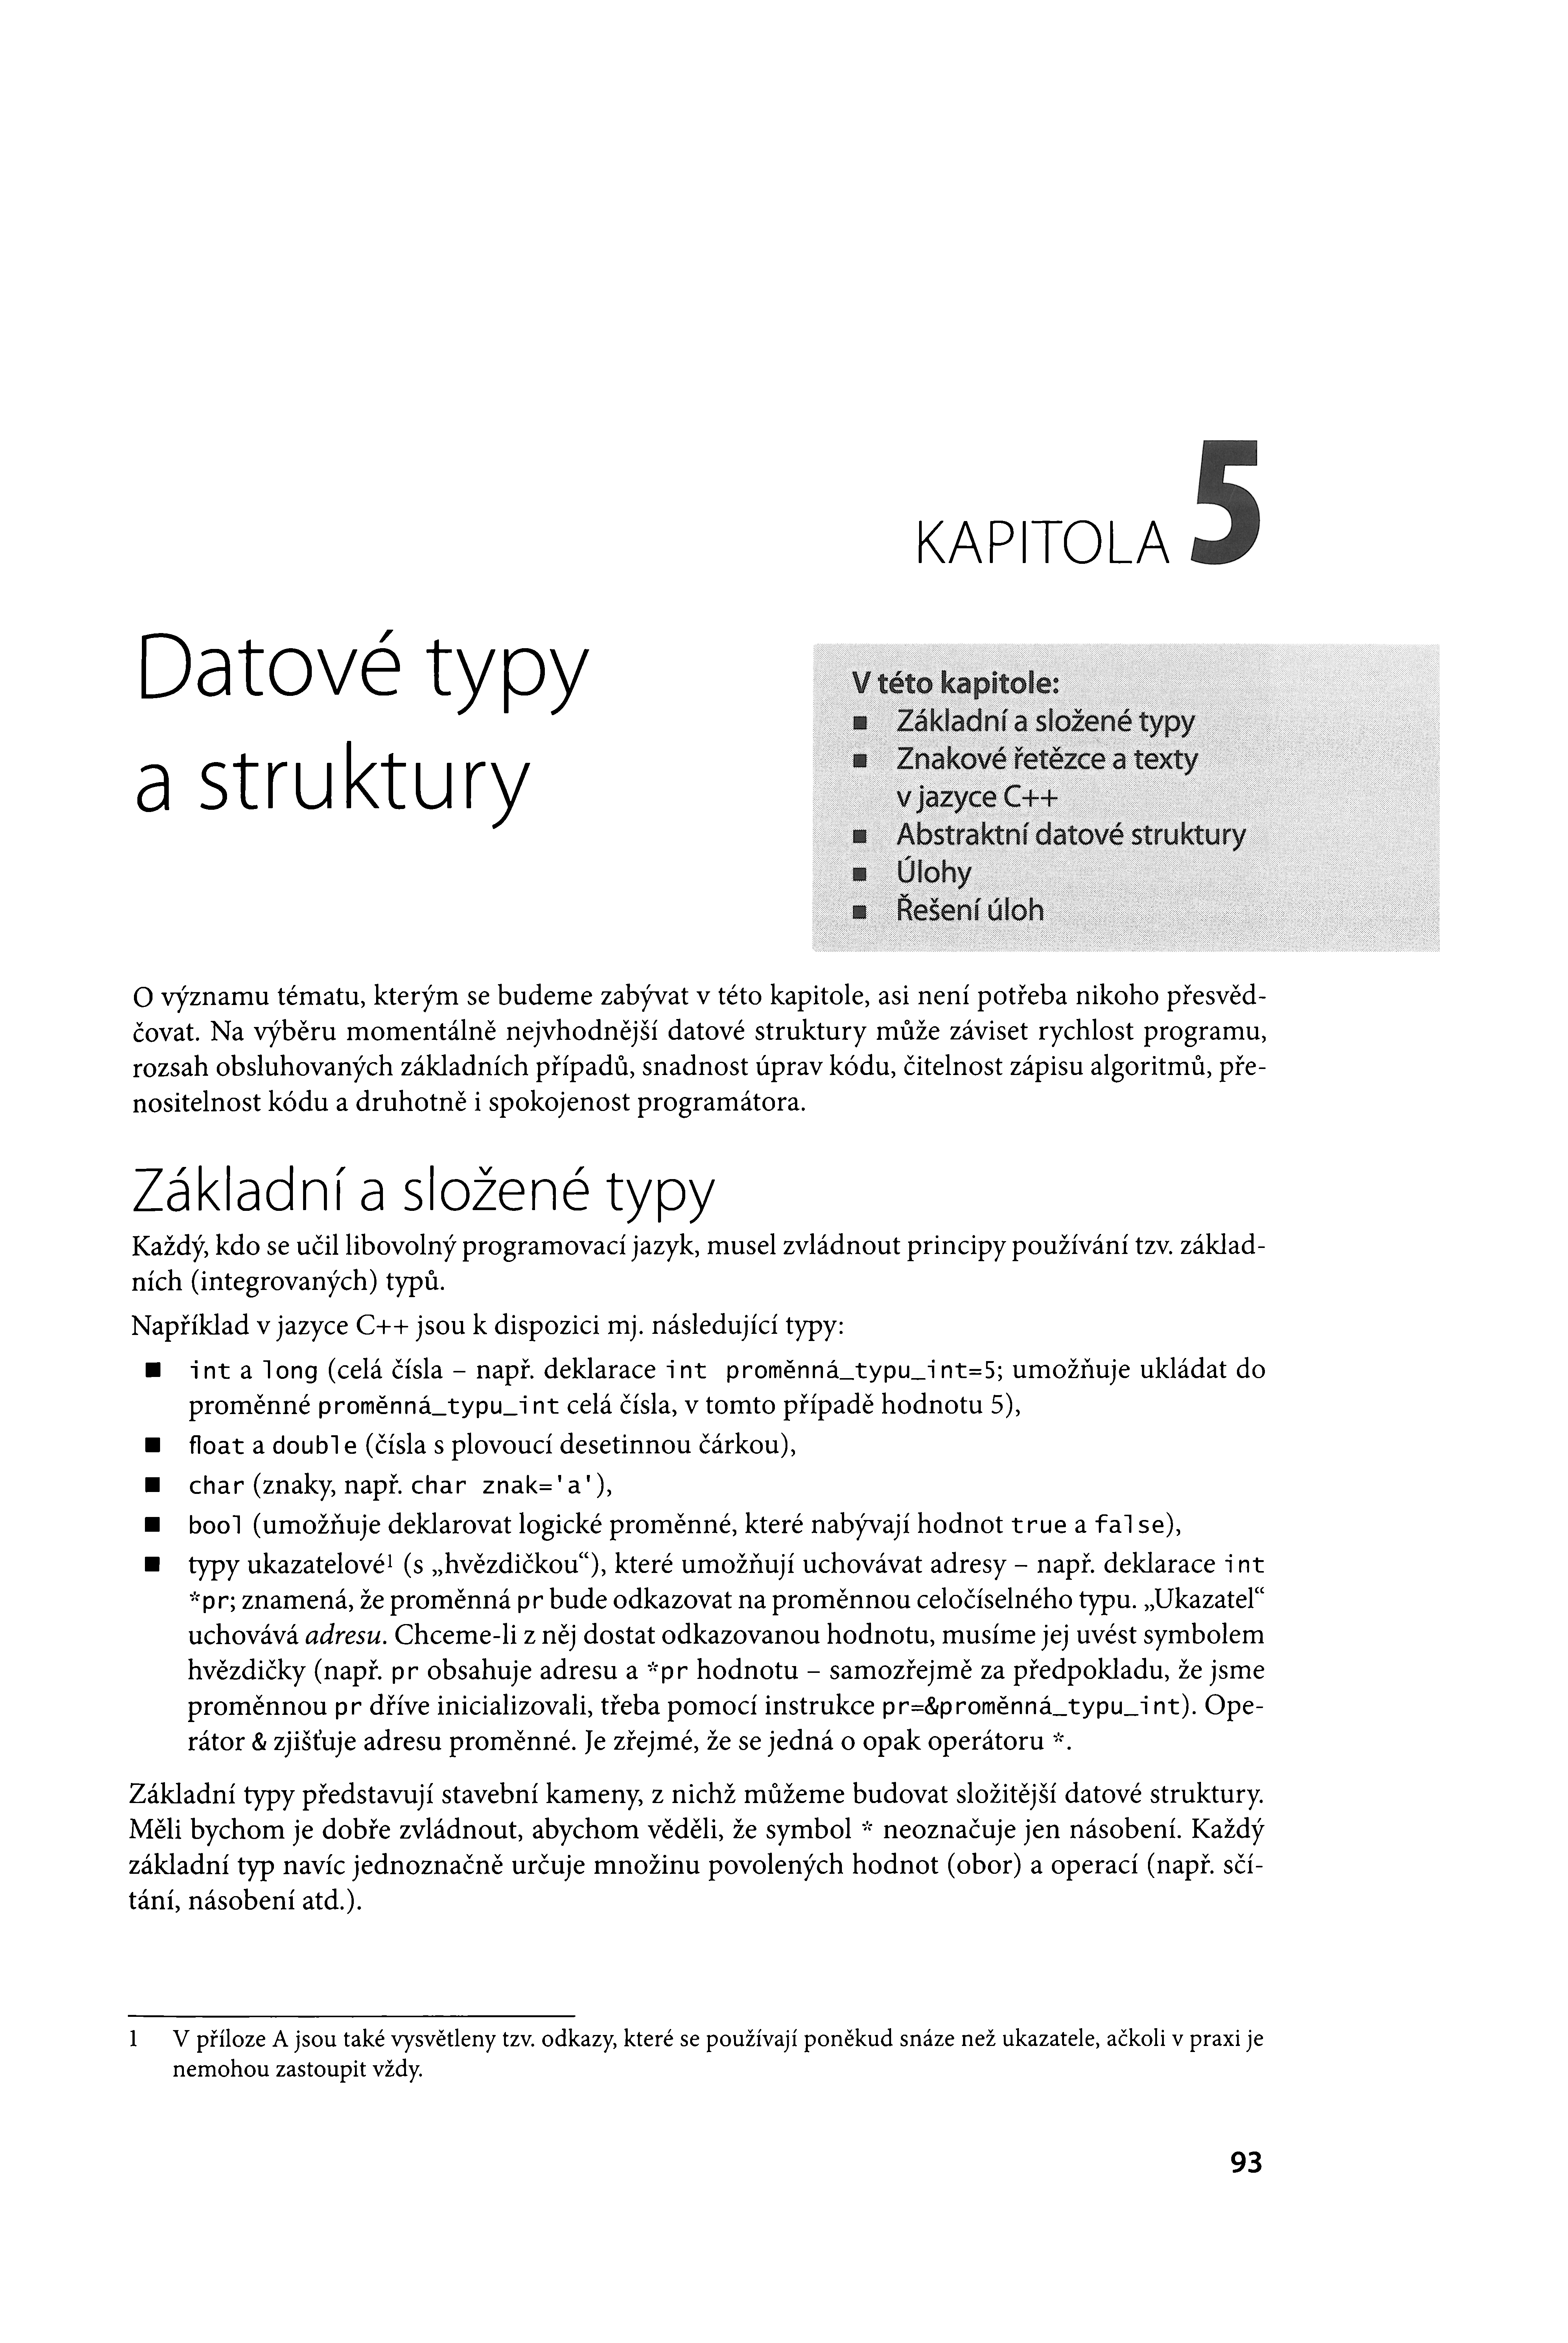 KAPITOLA 5
Datové typy
a struktury
V této kapitole:
■ Základní a složené typy
■ Znakové řetězce a texty
v jazyce C++
■ Abstraktní datové struktury
■ Úlohy
■ Řešení úloh
O významu tématu, kterým se budeme zabývat v této kapitole, asi není potřeba nikoho přesvěd-
čovat. Na výběru momentálně nejvhodnější datové struktury může záviset rychlost programu,
rozsah obsluhovaných základních případů, snadnost úprav kódu, čitelnost zápisu algoritmů, pře-
nositelnost kódu a druhotně i spokojenost programátora.
Základní a složené typy
Každý, kdo se učil libovolný programovací jazyk, musel zvládnout principy používání tzv. základ-
ních (integrovaných) typů.
Například v jazyce C++ jsou k dispozici mj. následující typy:
■ int a long (celá čísla – např. deklarace int proměnná_typu_int=5; umožňuje ukládat do
proměnné proměnná_typu_int celá čísla, v tomto případě hodnotu 5),
■ float a double (čísla s plovoucí desetinnou čárkou),
■ char (znaky, např. char znak='a'),
■ bool (umožňuje deklarovat logické proměnné, které nabývají hodnot true a false),
■ typy ukazatelové¹ (s „hvězdičkou“), které umožňují uchovávat adresy – např. deklarace int
*pr; znamená, že proměnná pr bude odkazovat na proměnnou celočíselného typu. „Ukazatel“
uchovává adresu. Chceme-li z něj dostat odkazovanou hodnotu, musíme jej uvést symbolem
hvězdičky (např. pr obsahuje adresu a *pr hodnotu – samozřejmě za předpokladu, že jsme
proměnnou pr dříve inicializovali, třeba pomocí instrukce pr=&proměnná_typu_int). Ope-
rátor & zjišťuje adresu proměnné. Je zřejmé, že se jedná o opak operátoru *.
Základní typy představují stavební kameny, z nichž můžeme budovat složitější datové struktury.
Měli bychom je dobře zvládnout, abychom věděli, že symbol * neoznačuje jen násobení. Každý
základní typ navíc jednoznačně určuje množinu povolených hodnot (obor) a operací (např. sčí-
tání, násobení atd.).
1 V příloze A jsou také vysvětleny tzv. odkazy, které se používají poněkud snáze než ukazatele, ačkoli v praxi je
nemohou zastoupit vždy.
93